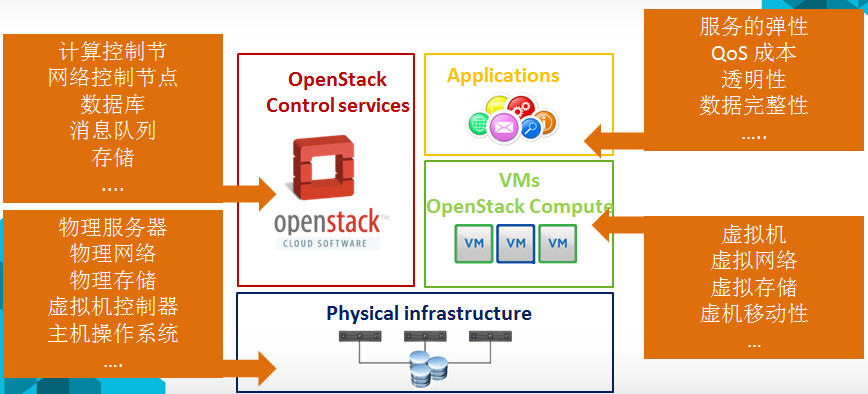 计算控制节
网络控制节点
数据库
消息队列
存储
....
物理服务器
物理网络
物理存储
虚拟机控制器
主机操作系统
....
OpenStack
Control services
openstack™
CLOUD SOFTWARE
Applications
VMs
OpenStack Compute
VM
VM
VM
Physical infrastructure
服务的弹性
QoS 成本
透明性
数据完整性
…..
虚拟机
虚拟网络
虚拟存储
虚机移动性
...